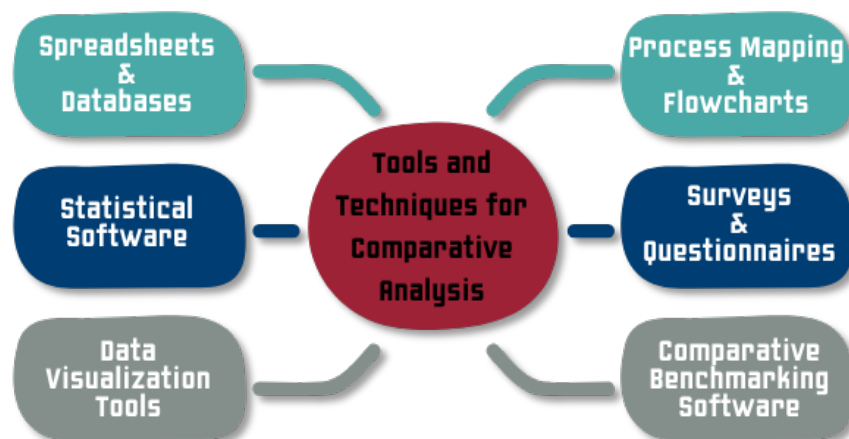 Spreadsheets
&
Databases
Statistical
Software
Data
Visualization
Tools
Tools and
Techniques for
Comparative
Analysis
Process Mapping
&
Flowcharts
Surveys
&
Questionnaires
Comparative
Benchmarking
Software